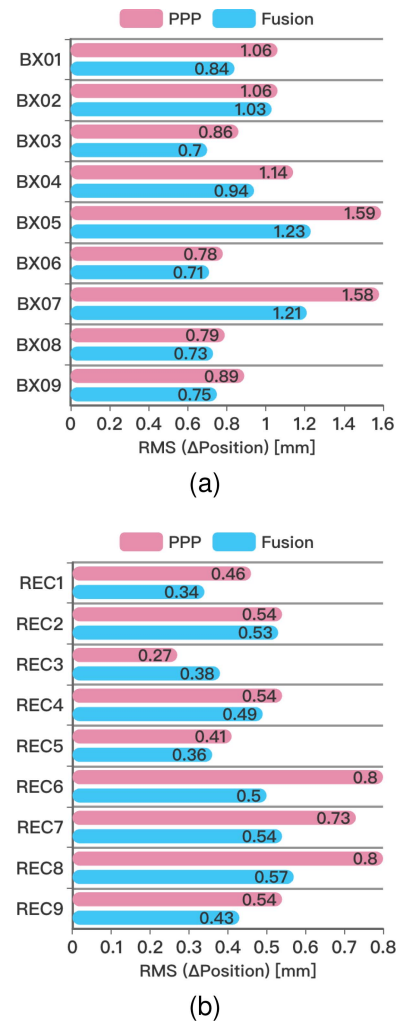 PPP Fusion
BX01 1.06
0.84
BX02 1.06
1.03
BX03 0.86
0.7
BX04 1.14
0.94
BX05 1.59
1.23
BX06 0.78
0.71
BX07 1.58
1.21
BX08 0.79
0.73
BX09 0.89
0.75
0 0.2 0.4 0.6 0.8 1 1.2 1.4 1.6
RMS (ΔPosition) [mm]
(a)
PPP Fusion
REC1 0.46
0.34
REC2 0.54
0.53
REC3 0.27
0.38
REC4 0.54
0.49
REC5 0.41
0.36
REC6 0.8
0.5
REC7 0.73
0.54
REC8 0.8
0.57
REC9 0.54
0.43
0 0.1 0.2 0.3 0.4 0.5 0.6 0.7 0.8
RMS (ΔPosition) [mm]
(b)